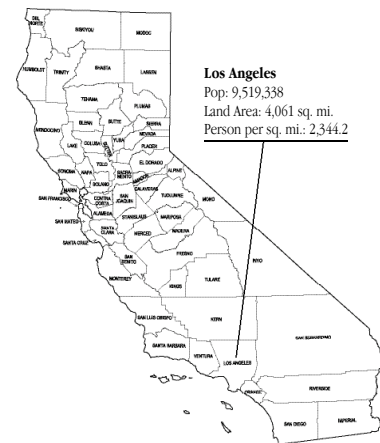 DEL
NORTE
SISKIYOU
MODOC
HUMBOLDT
TRINITY
SHASTA
LASSEN
Los Angeles
Pop: 9,519,338
Land Area: 4,061 sq. mi.
Person per sq. mi.: 2,344.2
TEHAMA
PLUMAS
MENDOCINO
GLENN
BUTTE
SIERRA
NEVADA
LAKE
COLUSA
YUBA
PLACER
YOLO
EL DORADO
SONOMA
NAPA
SACRA
MENTO
ALPINE
SOLANO
CALAVERAS
MARIN
SAN FRANCISCO
CONTRA
COSTA
SAN
JOAQUIN
TUOLUMNE
MONO
ALAMEDA
SAN MATEO
STANISLAUS
MARIPOSA
SANTA
CLARA
SANTA CRUZ
MERCED
MADERA
SAN
BENITO
FRESNO
INYO
MONTEREY
KINGS
TULARE
SAN LUIS OBISPO
KERN
SAN BERNARDINO
SANTA BARBARA
VENTURA
LOS ANGELES
ORANGE
RIVERSIDE
SAN DIEGO
IMPERIAL